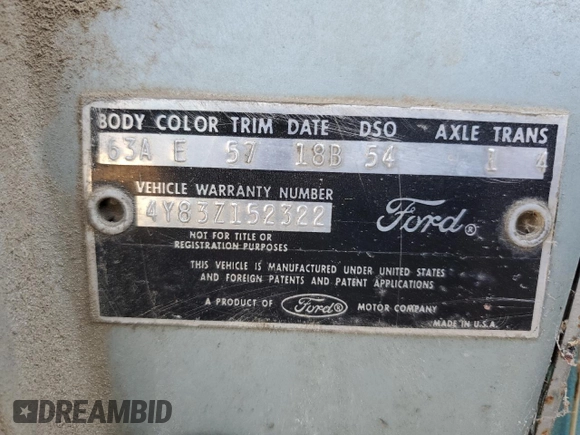 BODY COLOR TRIM DATE DSO AXLE TRANS
63A E 57 18B 54 1 4
VEHICLE WARRANTY NUMBER
4Y83Z152322
Ford®
NOT FOR TITLE OR
REGISTRATION PURPOSES
THIS VEHICLE IS MANUFACTURED UNDER UNITED STATES
AND FOREIGN PATENTS AND PATENT APPLICATIONS
A PRODUCT OF Ford® MOTOR COMPANY
MADE IN U.S.A.
DREAMBID